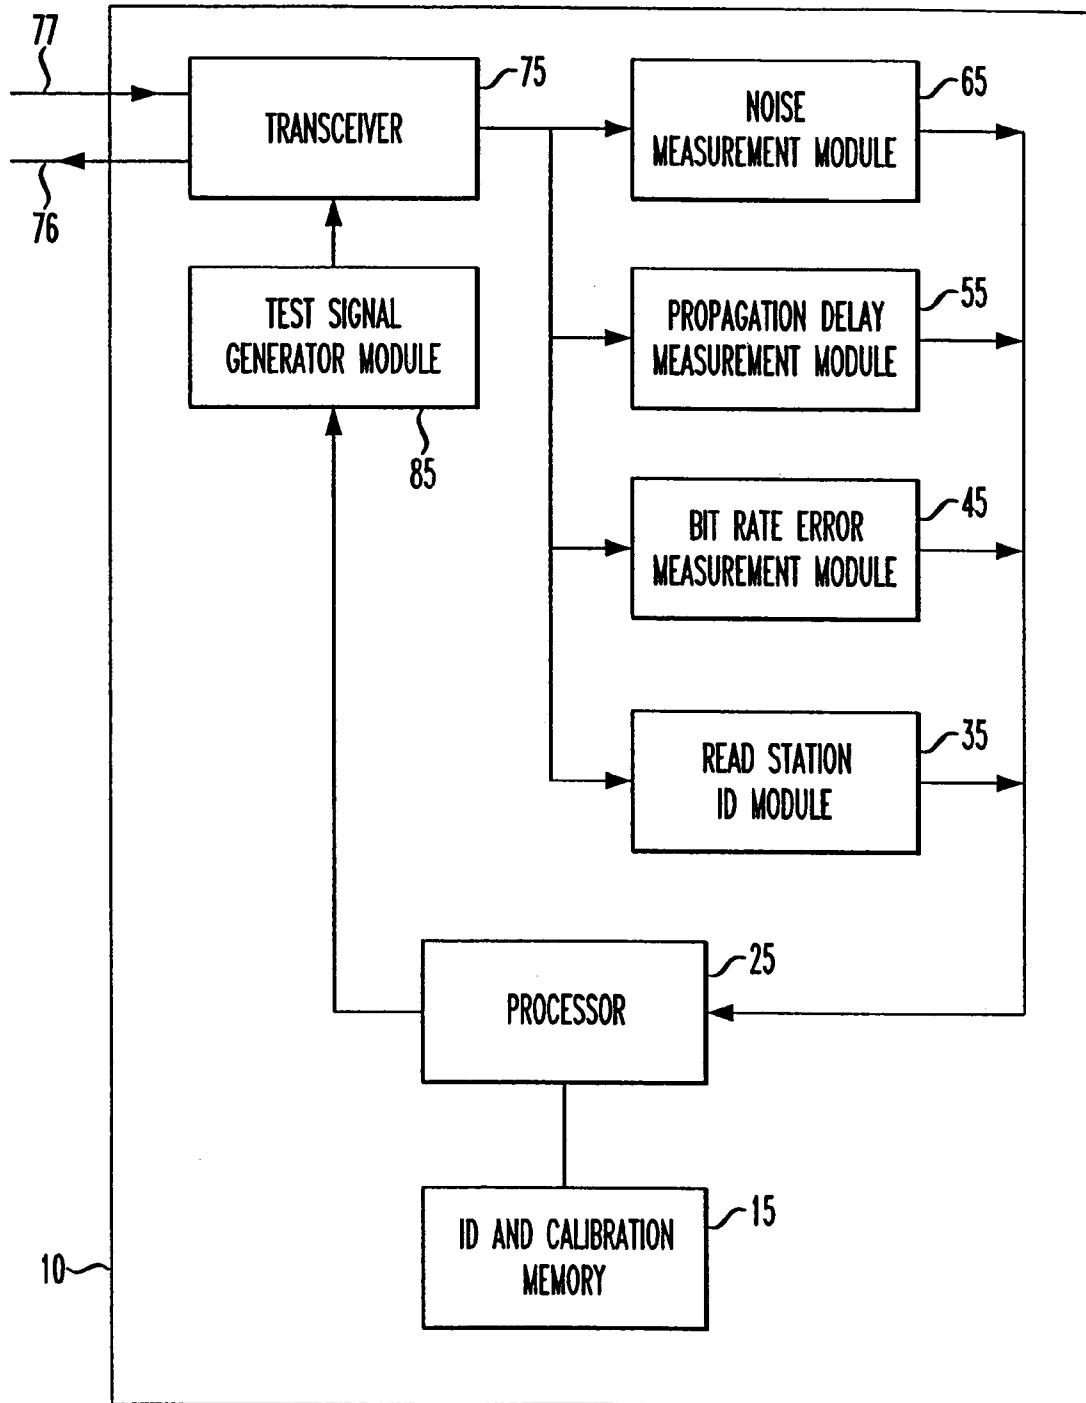 77
75
TRANSCEIVER
76
65
NOISE
MEASUREMENT MODULE
TEST SIGNAL
GENERATOR MODULE
85
55
PROPAGATION DELAY
MEASUREMENT MODULE
45
BIT RATE ERROR
MEASUREMENT MODULE
35
READ STATION
ID MODULE
25
PROCESSOR
15
ID AND CALIBRATION
MEMORY
10